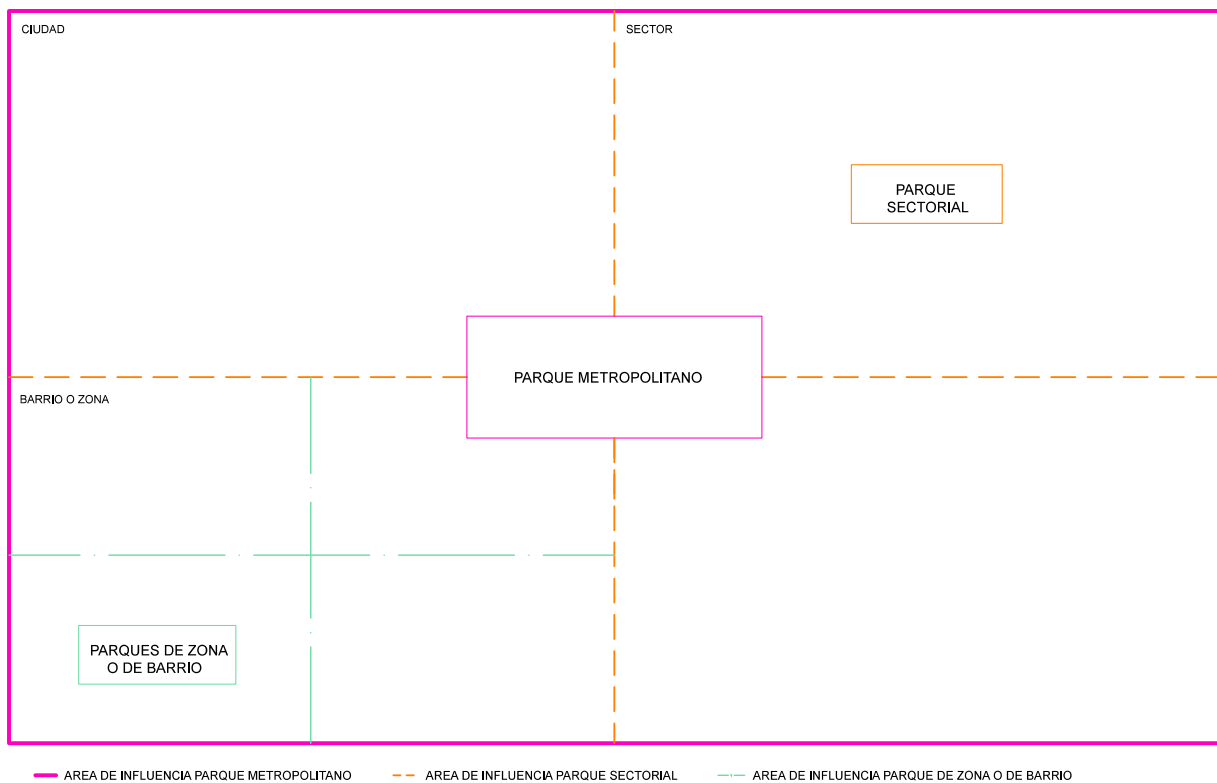 CIUDAD
SECTOR
PARQUE
SECTORIAL
PARQUE METROPOLITANO
BARRIO O ZONA
PARQUES DE ZONA
O DE BARRIO
AREA DE INFLUENCIA PARQUE METROPOLITANO
AREA DE INFLUENCIA PARQUE SECTORIAL
AREA DE INFLUENCIA PARQUE DE ZONA O DE BARRIO